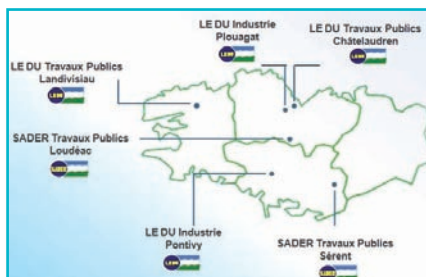 LE DU Industrie
Plouagat
LE DU Travaux Publics
Châtelaudren
LE DU Travaux Publics
Landivisiau
SADER Travaux Publics
Loudéac
LE DU Industrie
Pontivy
SADER Travaux Publics
Sérent